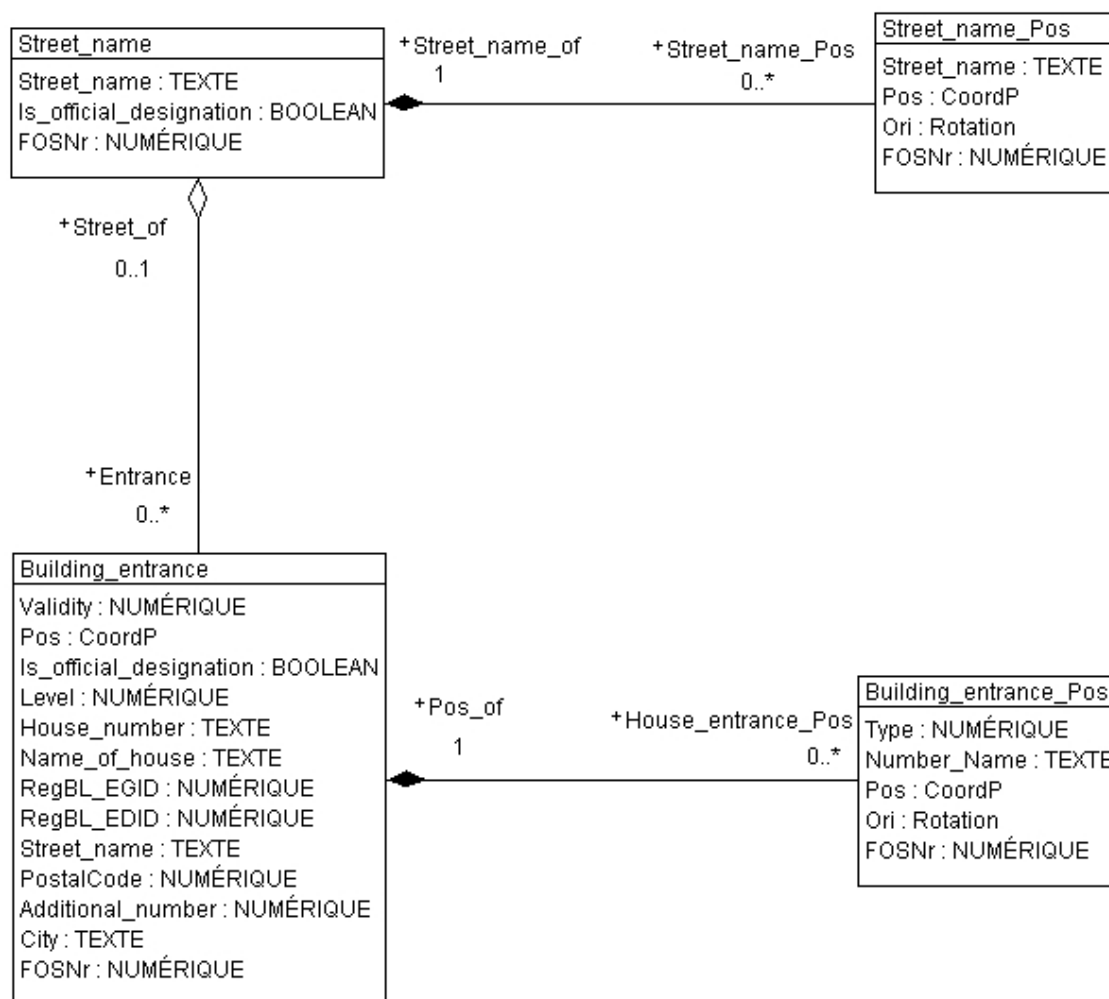 Street_name
Street_name : TEXTE
Is_official_designation : BOOLEAN
FOSNr : NUMÉRIQUE
+Street_name_of
1
+Street_name_Pos
0..*
Street_name_Pos
Street_name : TEXTE
Pos : CoordP
Ori : Rotation
FOSNr : NUMÉRIQUE
+Street_of
0..1
+Entrance
0..*
Building_entrance
Validity : NUMÉRIQUE
Pos : CoordP
Is_official_designation : BOOLEAN
Level : NUMÉRIQUE
House_number : TEXTE
Name_of_house : TEXTE
RegBL_EGID : NUMÉRIQUE
RegBL_EDID : NUMÉRIQUE
Street_name : TEXTE
PostalCode : NUMÉRIQUE
Additional_number : NUMÉRIQUE
City : TEXTE
FOSNr : NUMÉRIQUE
+Pos_of
1
+House_entrance_Pos
0..*
Building_entrance_Pos
Type : NUMÉRIQUE
Number_Name : TEXTE
Pos : CoordP
Ori : Rotation
FOSNr : NUMÉRIQUE